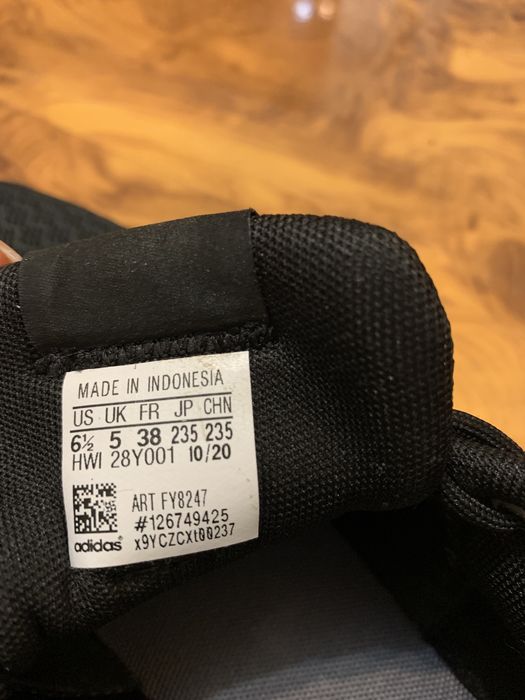 MADE IN INDONESIA
US UK FR JP CHN
6½ 5 38 235 235
HWI 28Y001 10/20
ART FY8247
#126749425
adidas x9YCZCXt00237